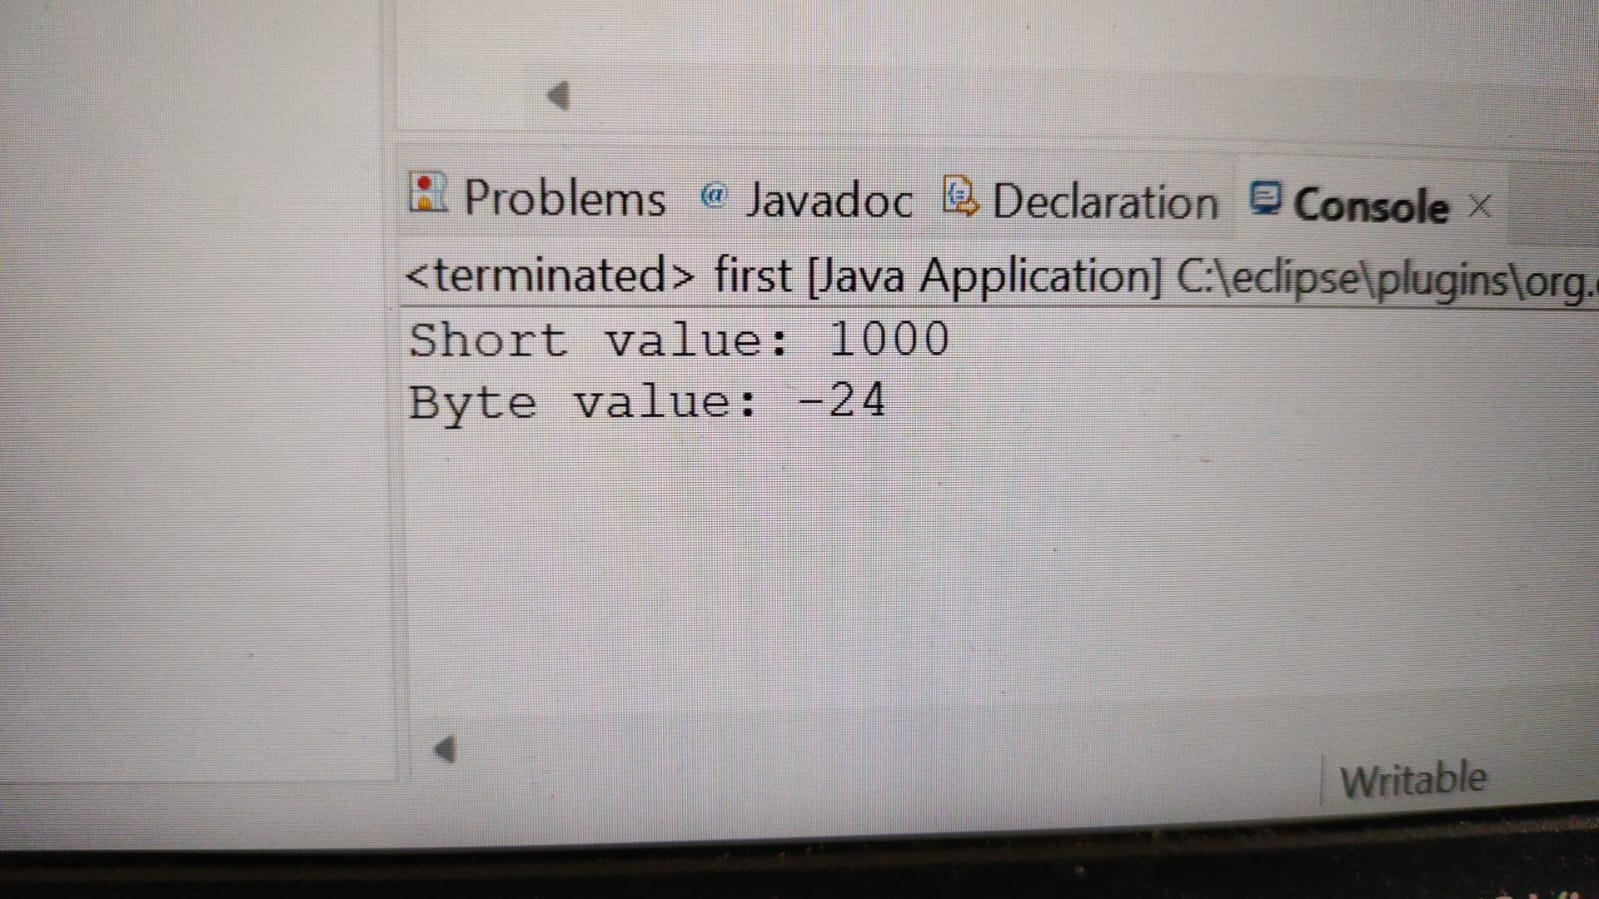 Problems @ Javadoc Declaration Console ×
<terminated> first [Java Application] C:\eclipse\plugins\org.
Short value: 1000
Byte value: -24
Writable